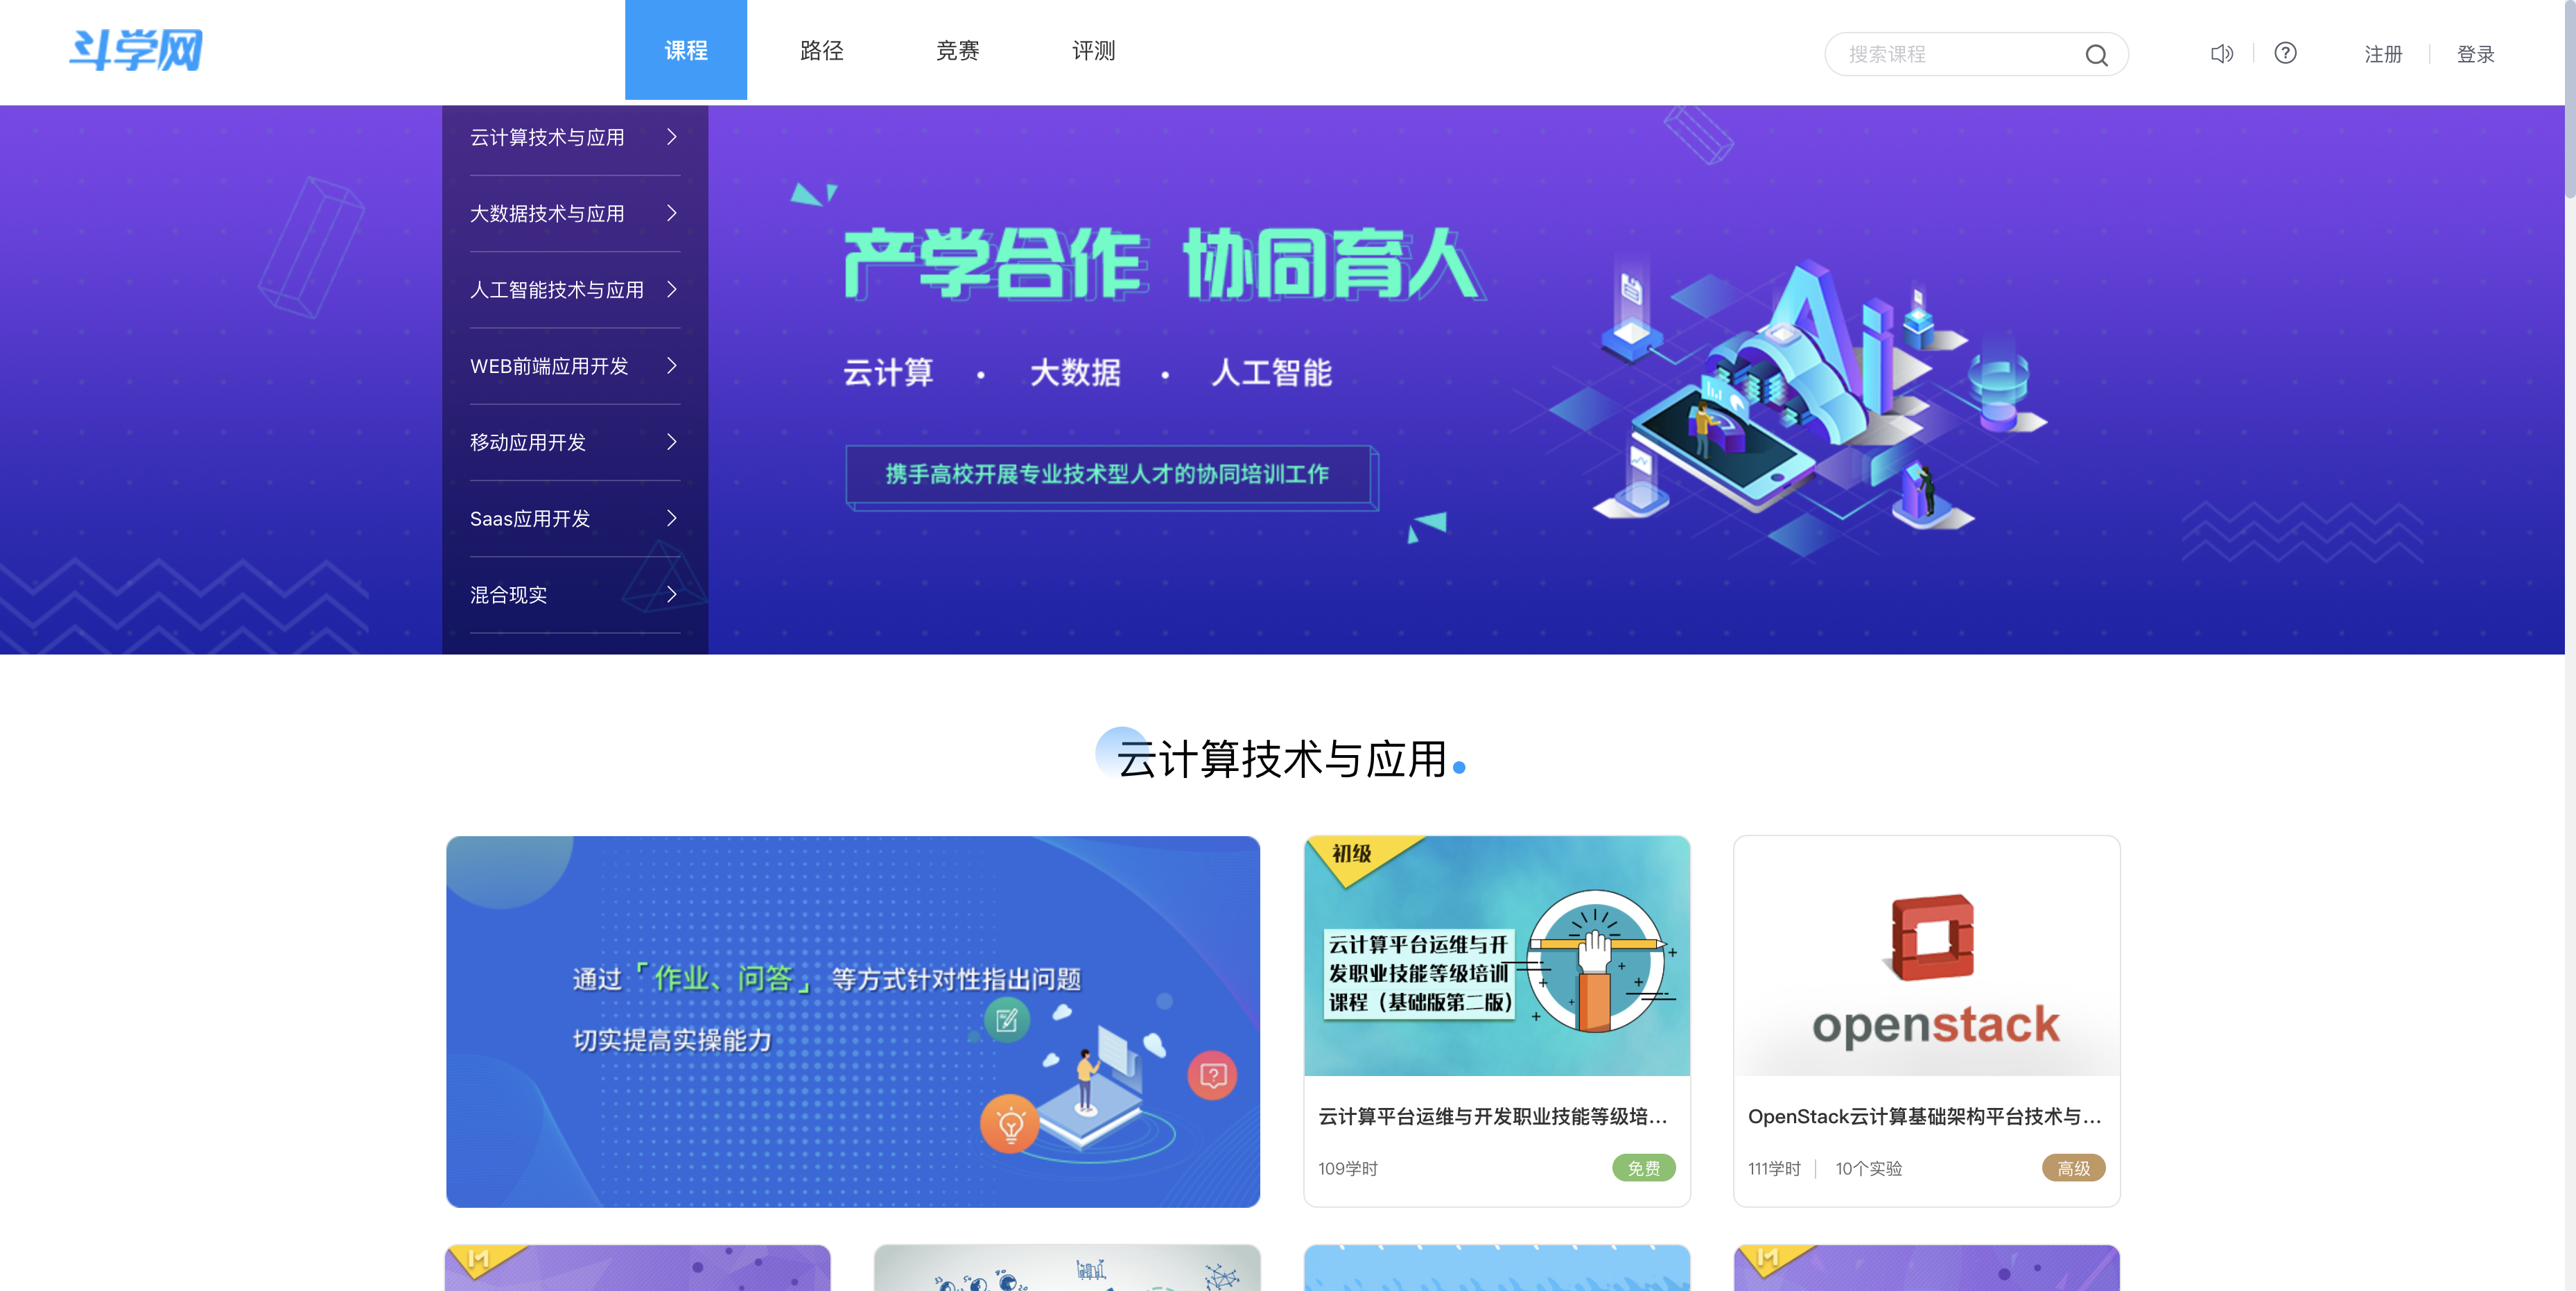 斗学网
课程
路径
竞赛
评测
搜索课程
注册
登录
云计算技术与应用
大数据技术与应用
人工智能技术与应用
WEB前端应用开发
移动应用开发
Saas应用开发
混合现实
产学合作 协同育人
云计算 · 大数据 · 人工智能
携手高校开展专业技术型人才的协同培训工作
Ai
云计算技术与应用
通过「作业、问答」等方式针对性指出问题
切实提高实操能力
初级
云计算平台运维与开
发职业技能等级培训
课程（基础版第二版）
云计算平台运维与开发职业技能等级培...
109学时
免费
openstack
OpenStack云计算基础架构平台技术与...
111学时
10个实验
高级